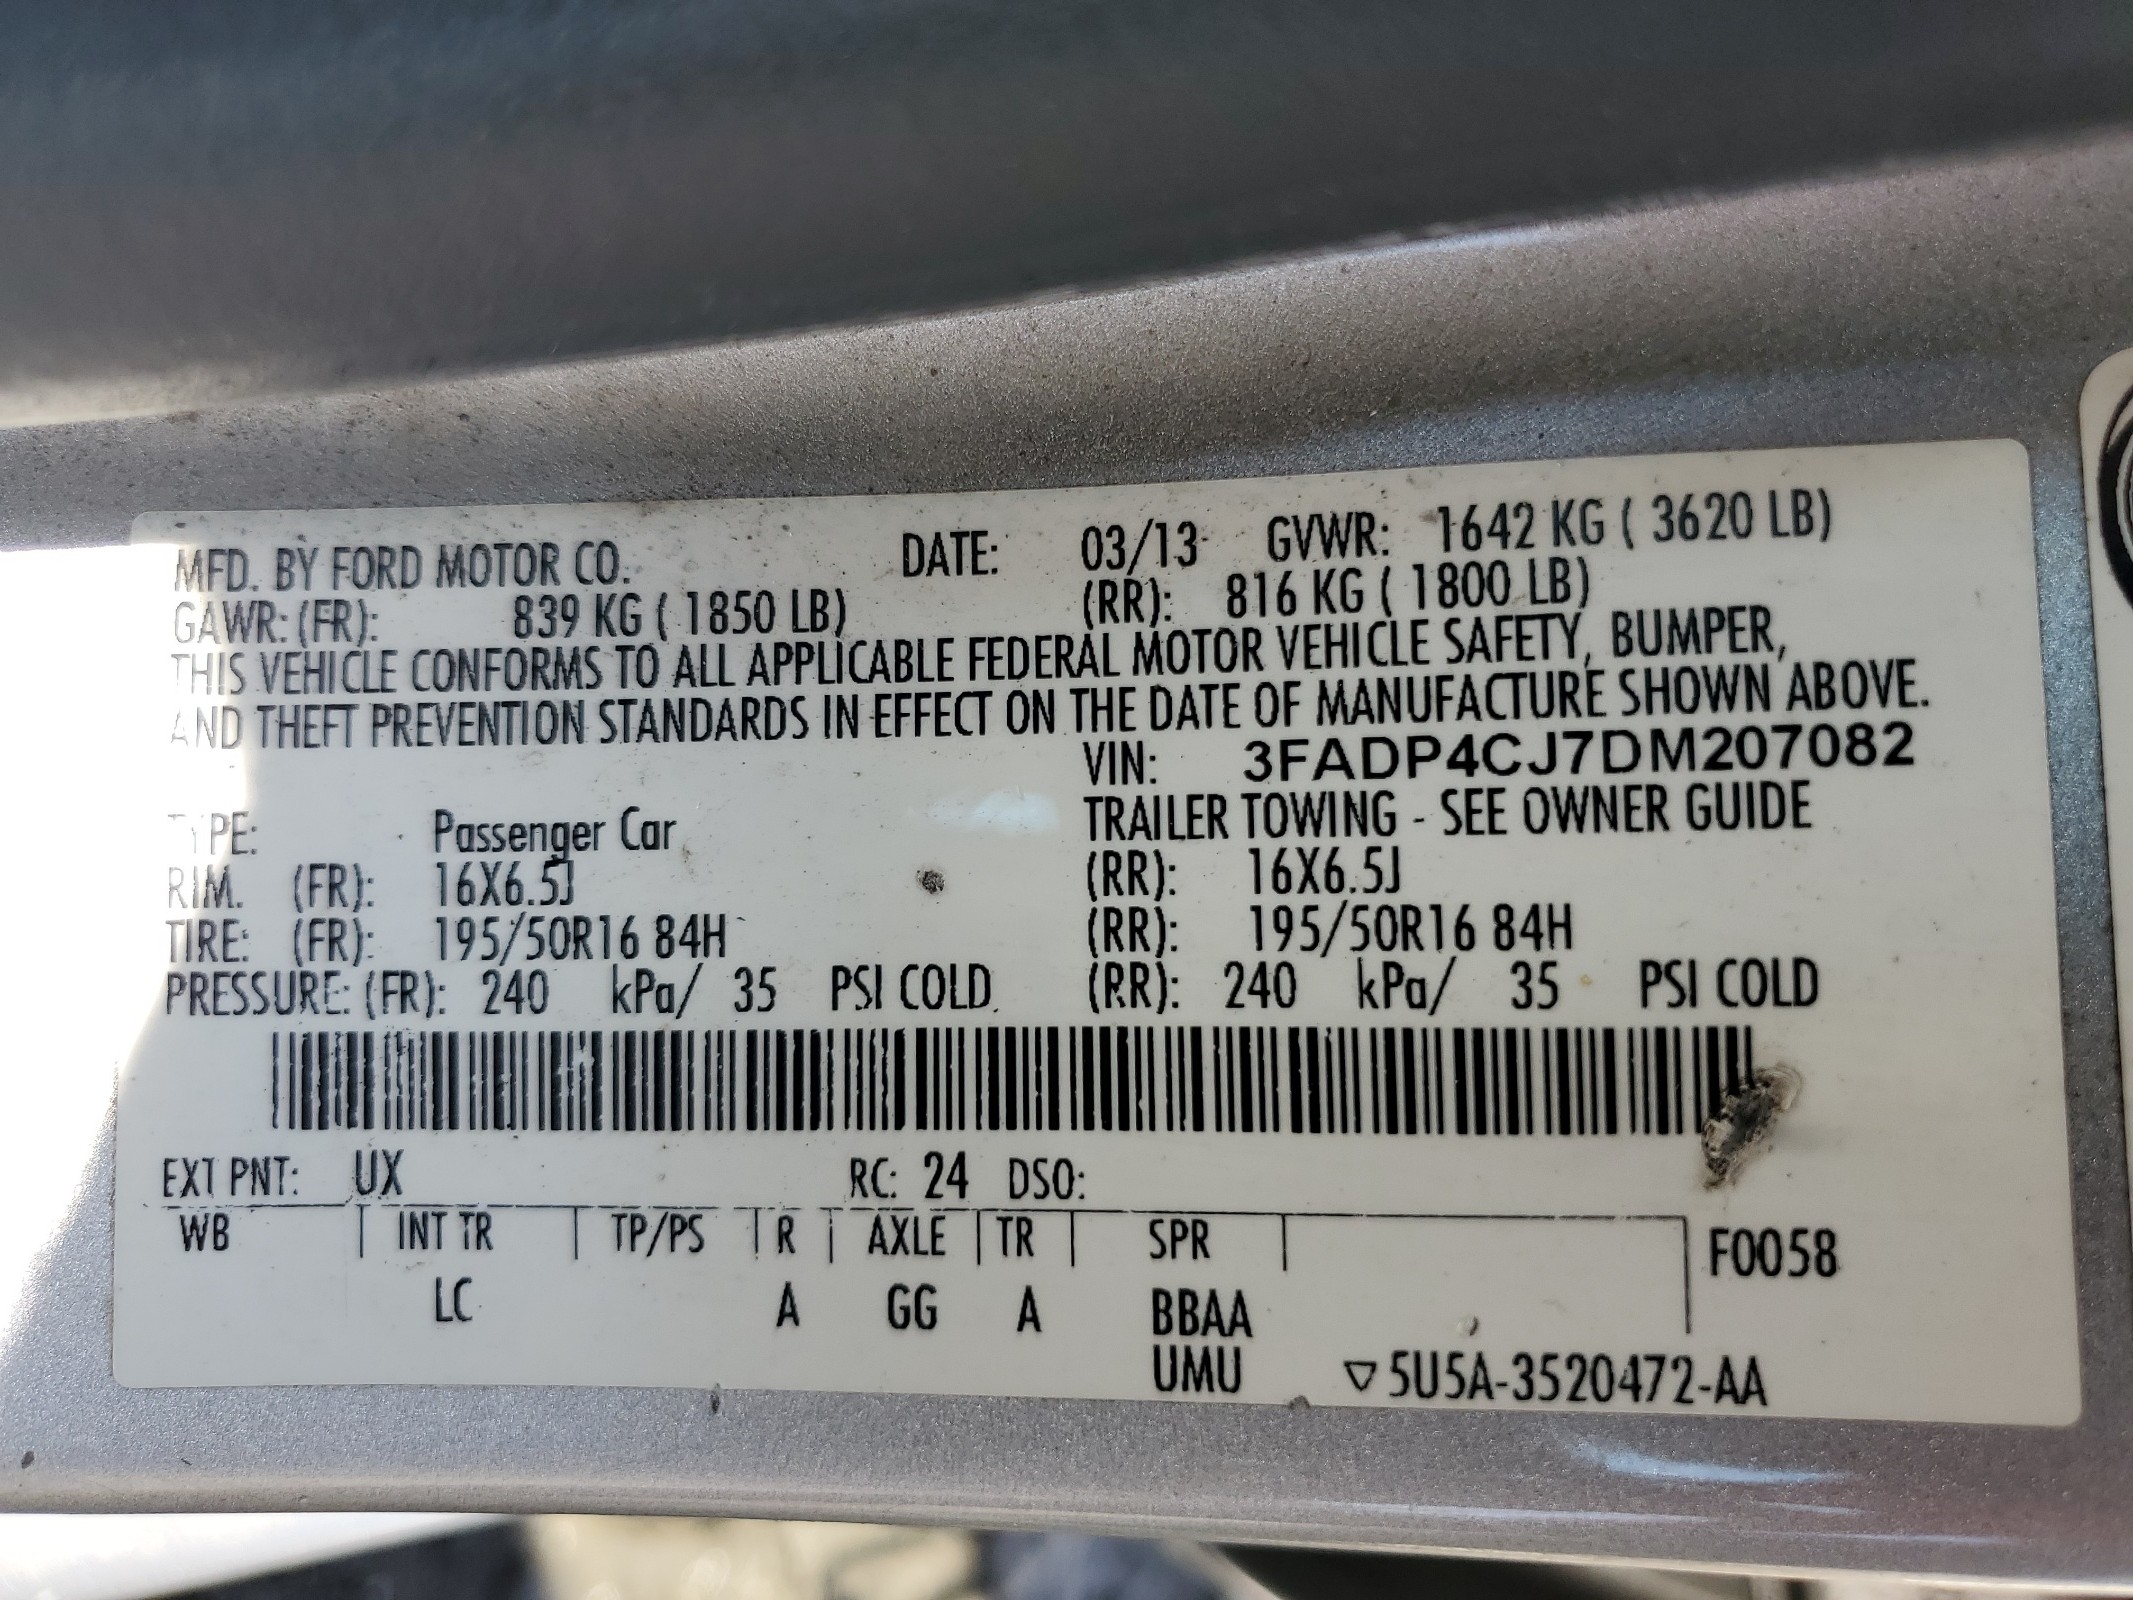 MFD. BY FORD MOTOR CO. DATE: 03/13 GVWR: 1642 KG ( 3620 LB)
GAWR: (FR): 839 KG ( 1850 LB) (RR): 816 KG ( 1800 LB)
THIS VEHICLE CONFORMS TO ALL APPLICABLE FEDERAL MOTOR VEHICLE SAFETY, BUMPER,
AND THEFT PREVENTION STANDARDS IN EFFECT ON THE DATE OF MANUFACTURE SHOWN ABOVE.
VIN: 3FADP4CJ7DM207082
TYPE: Passenger Car TRAILER TOWING - SEE OWNER GUIDE
RIM. (FR): 16X6.5J (RR): 16X6.5J
TIRE: (FR): 195/50R16 84H (RR): 195/50R16 84H
PRESSURE: (FR): 240 kPa/ 35 PSI COLD (RR): 240 kPa/ 35 PSI COLD
EXT PNT: UX RC: 24 DSO:
WB | INT TR | TP/PS | R | AXLE | TR | SPR | F0058
LC A GG A BBAA
UMU ▽5U5A-3520472-AA